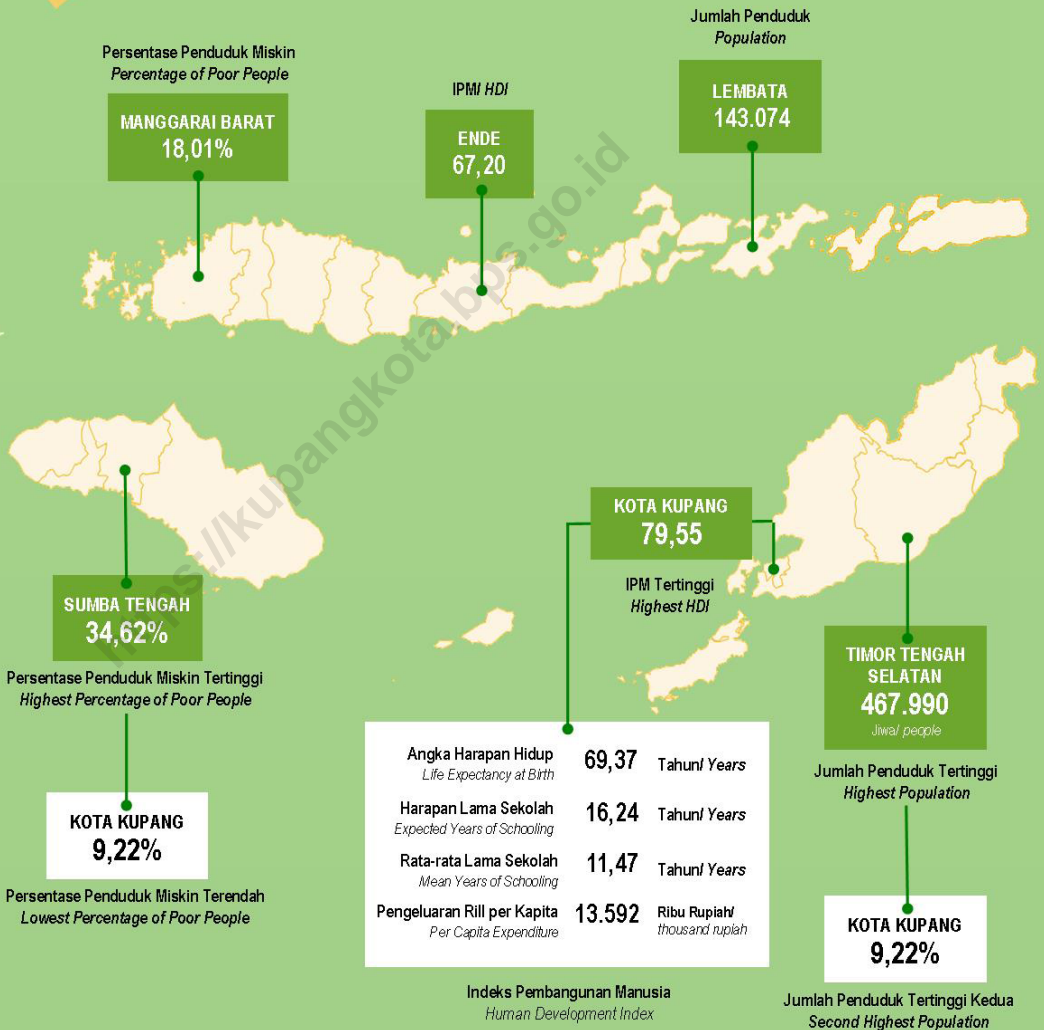 Persentase Penduduk Miskin
Percentage of Poor People
MANGGARAI BARAT
18,01%
IPM/ HDI
ENDE
67,20
Jumlah Penduduk
Population
LEMBATA
143.074
https://kupangkota.bps.go.id
SUMBA TENGAH
34,62%
Persentase Penduduk Miskin Tertinggi
Highest Percentage of Poor People
KOTA KUPANG
9,22%
Persentase Penduduk Miskin Terendah
Lowest Percentage of Poor People
KOTA KUPANG
79,55
IPM Tertinggi
Highest HDI
Angka Harapan Hidup 69,37 Tahun/ Years
Life Expectancy at Birth
Harapan Lama Sekolah 16,24 Tahun/ Years
Expected Years of Schooling
Rata-rata Lama Sekolah 11,47 Tahun/ Years
Mean Years of Schooling
Pengeluaran Rill per Kapita 13.592 Ribu Rupiah/
Per Capita Expenditure thousand rupiah
Indeks Pembangunan Manusia
Human Development Index
TIMOR TENGAH
SELATAN
467.990
Jiwa/ people
Jumlah Penduduk Tertinggi
Highest Population
KOTA KUPANG
9,22%
Jumlah Penduduk Tertinggi Kedua
Second Highest Population